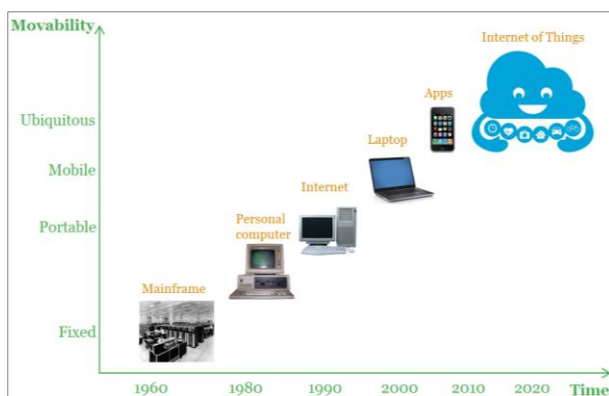 Movability
Internet of Things
Apps
Ubiquitous
Laptop
Mobile
Internet
Personal
computer
Portable
Mainframe
Fixed
1960 1980 1990 2000 2010 2020 Time